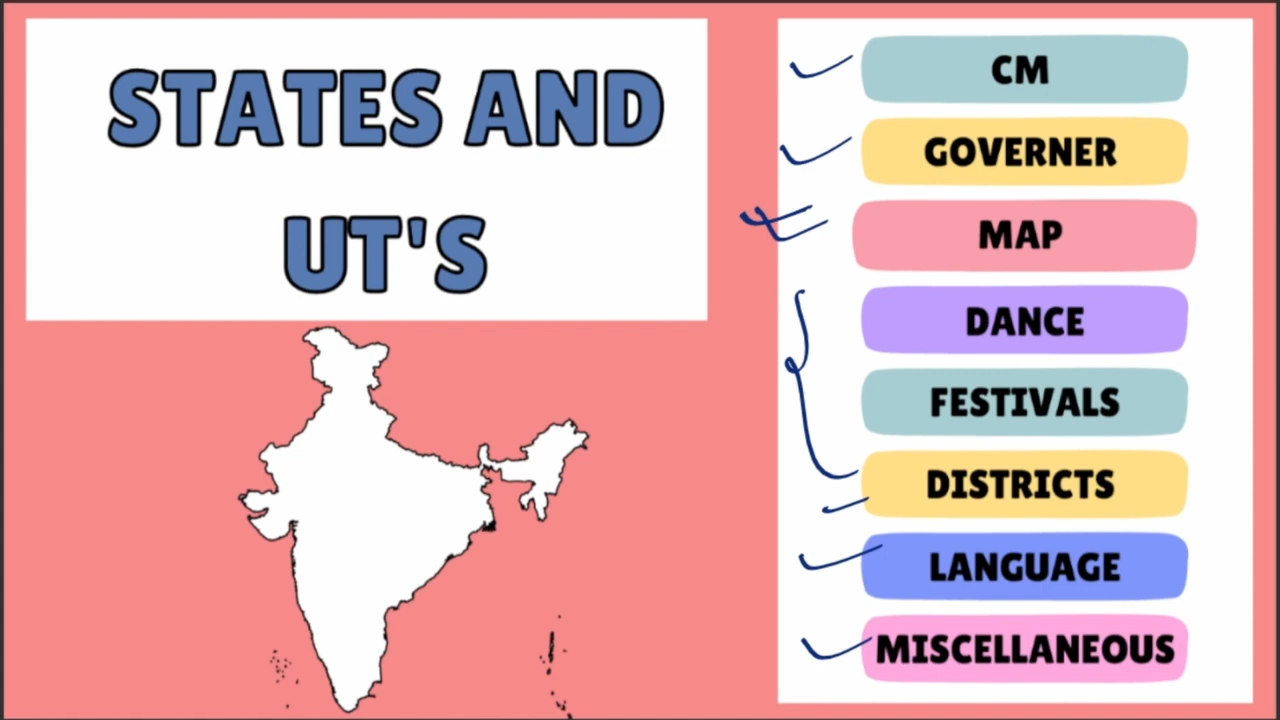 STATES AND
UT'S
CM
GOVERNER
MAP
DANCE
FESTIVALS
DISTRICTS
LANGUAGE
MISCELLANEOUS